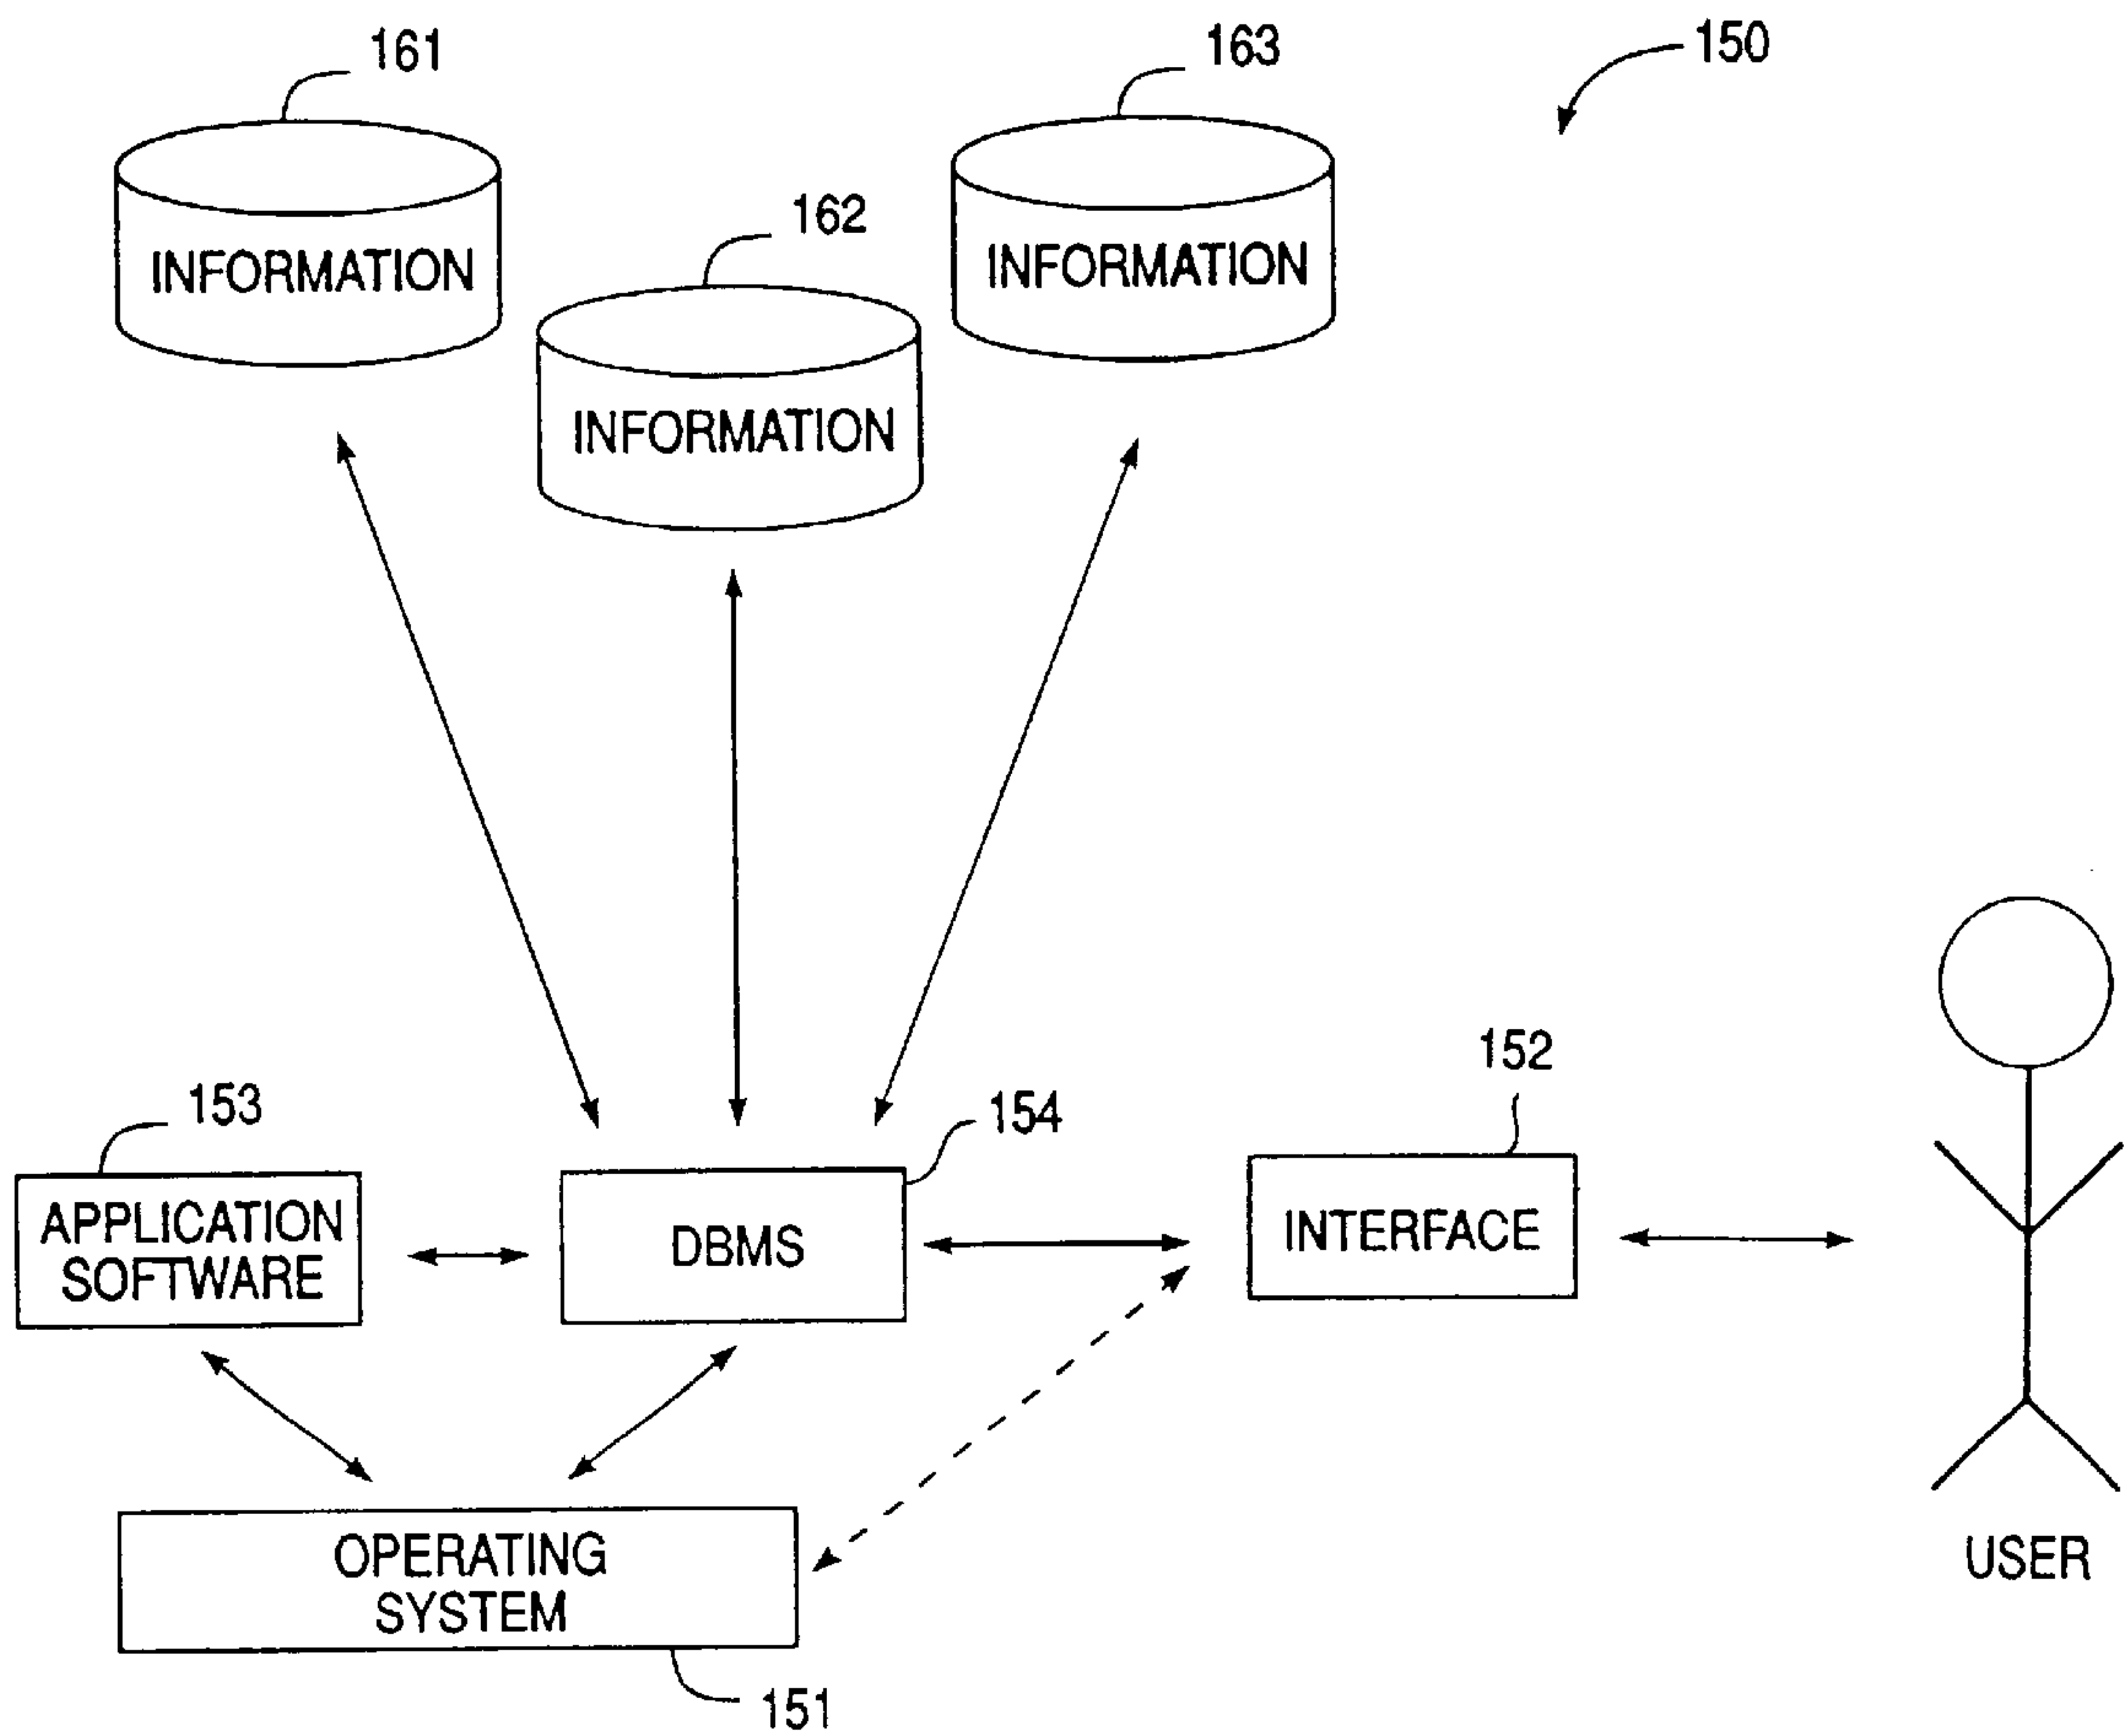 161
163
150
162
INFORMATION
INFORMATION
INFORMATION
152
153
154
APPLICATION
SOFTWARE
DBMS
INTERFACE
OPERATING
SYSTEM
USER
151